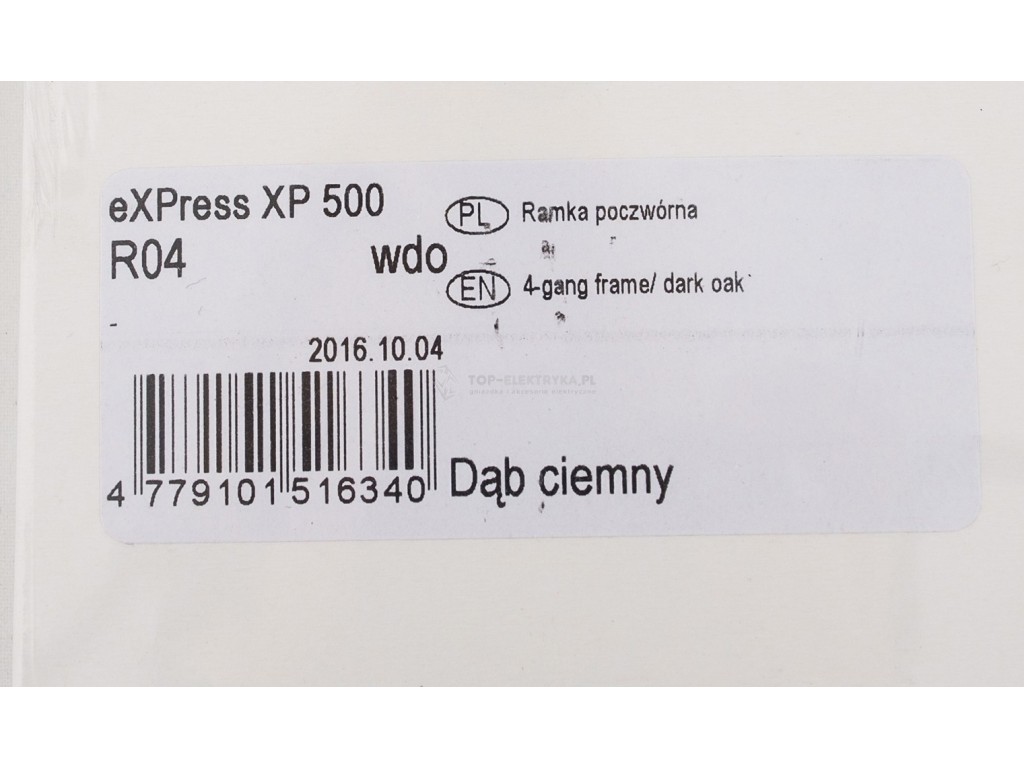 eXPress XP 500
R04 wdo
-
PL Ramka poczwórna
EN 4-gang frame/ dark oak
2016.10.04
TOP-ELEKTRYKA.PL
4 779101 516340
Dąb ciemny